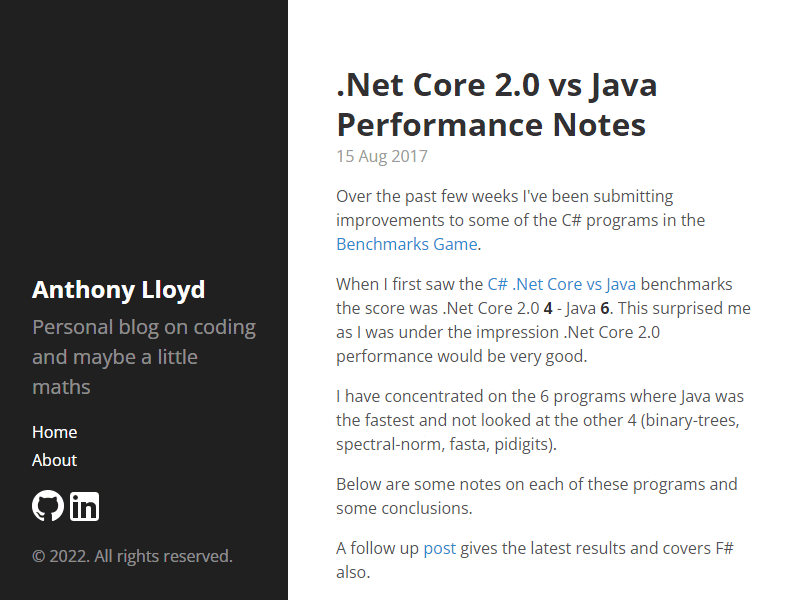 Anthony Lloyd
Personal blog on coding
and maybe a little
maths
Home
About
in
© 2022. All rights reserved.
.Net Core 2.0 vs Java
Performance Notes
15 Aug 2017
Over the past few weeks I've been submitting
improvements to some of the C# programs in the
Benchmarks Game.
When I first saw the C# .Net Core vs Java benchmarks
the score was .Net Core 2.0 4 - Java 6. This surprised me
as I was under the impression .Net Core 2.0
performance would be very good.
I have concentrated on the 6 programs where Java was
the fastest and not looked at the other 4 (binary-trees,
spectral-norm, fasta, pidigits).
Below are some notes on each of these programs and
some conclusions.
A follow up post gives the latest results and covers F#
also.